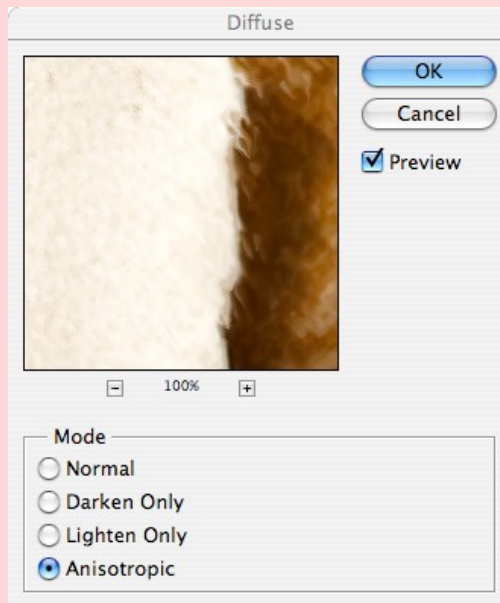 Diffuse
OK
Cancel
Preview
100%
Mode
Normal
Darken Only
Lighten Only
Anisotropic